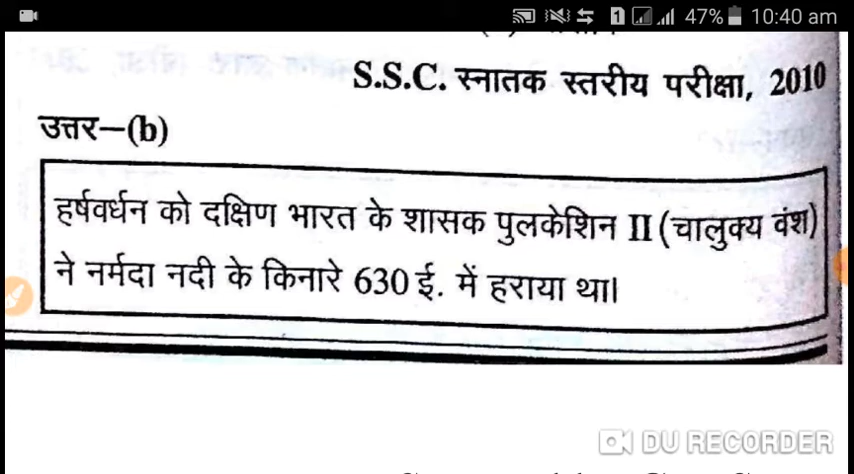 1 47% 10:40 am
S.S.C. स्नातक स्तरीय परीक्षा, 2010
उत्तर–(b)
हर्षवर्धन को दक्षिण भारत के शासक पुलकेशिन II (चालुक्य वंश)
ने नर्मदा नदी के किनारे 630 ई. में हराया था।
DU RECORDER